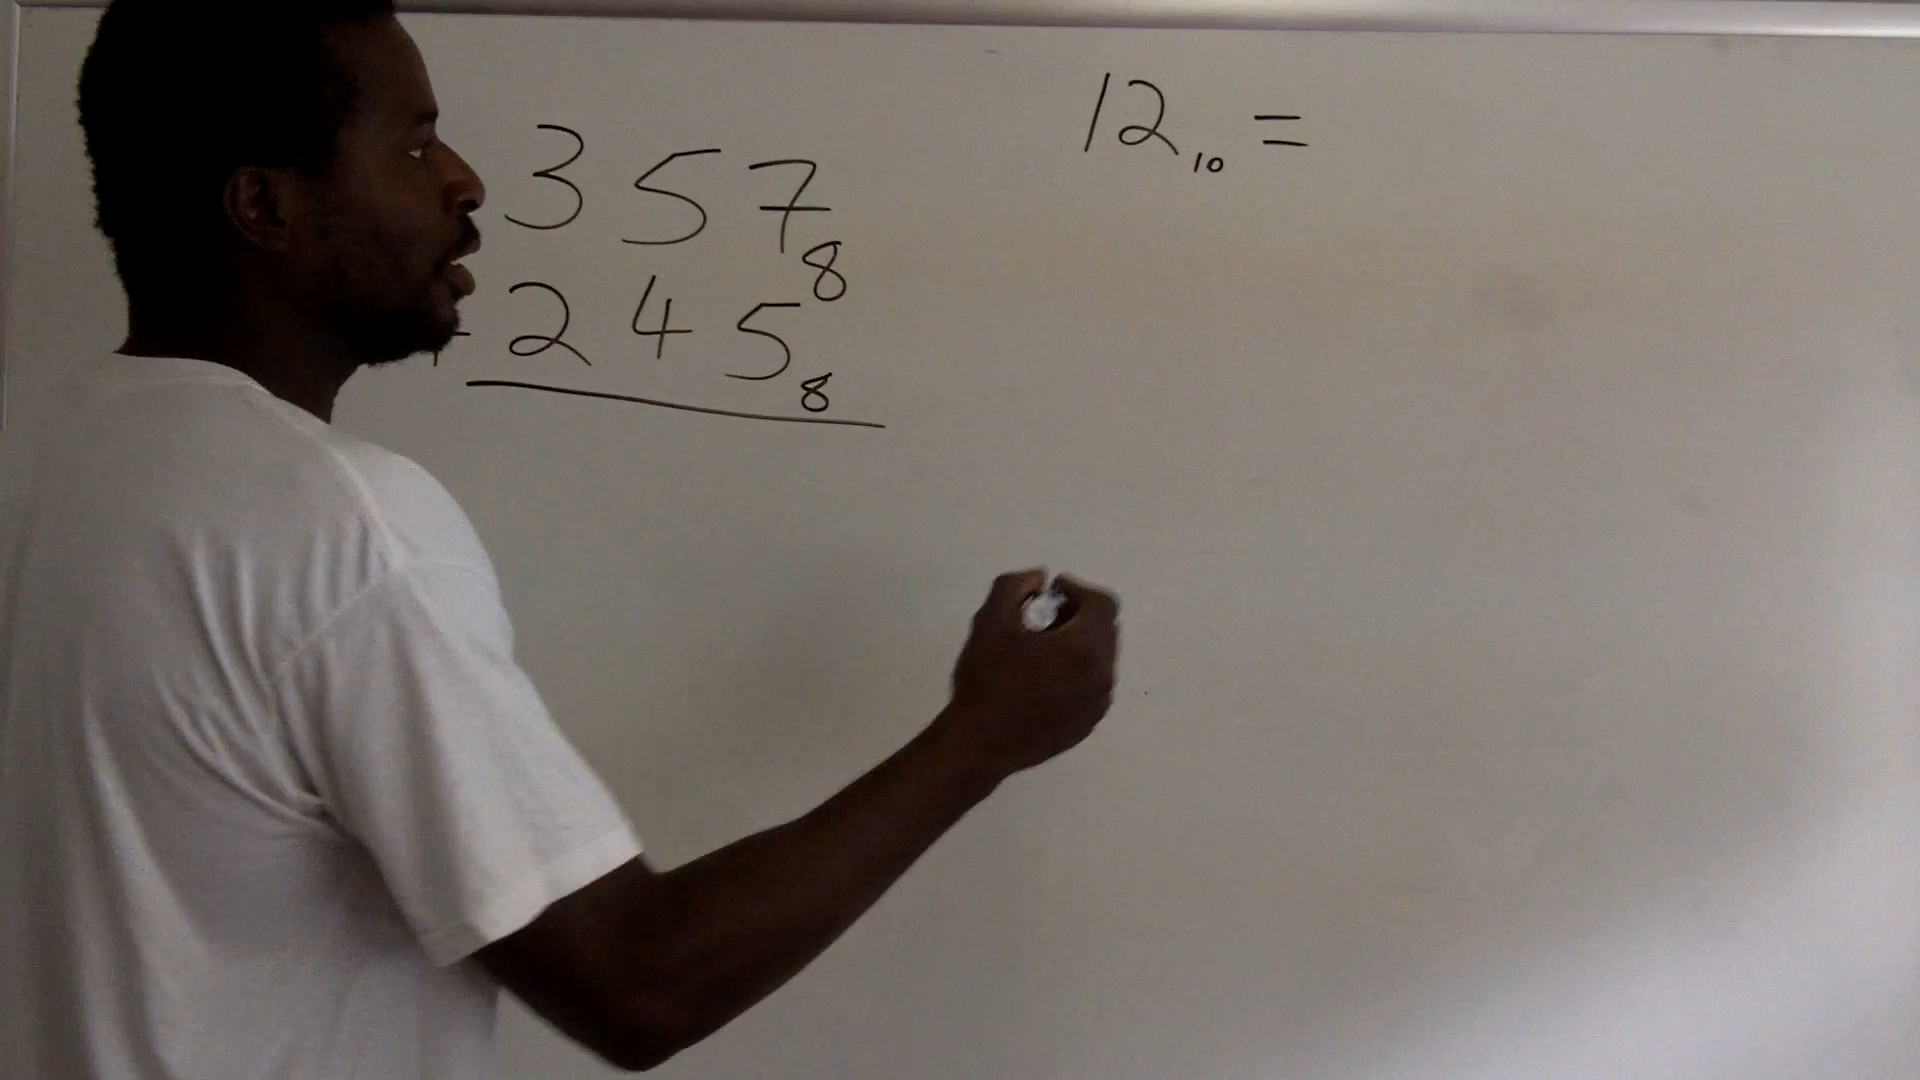 357₈
+ 245₈
12₁₀ =